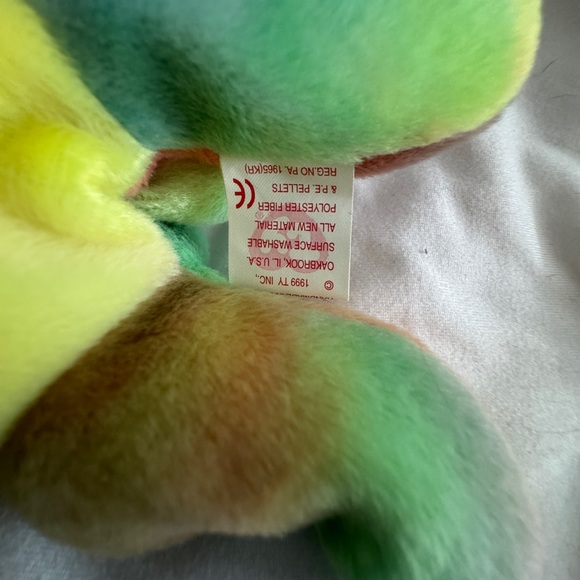 © 1999 TY INC.,
OAKBROOK, IL. U.S.A.
SURFACE WASHABLE
ALL NEW MATERIAL
POLYESTER FIBER
& P.E. PELLETS CE
REG.NO PA. 1965(KR)